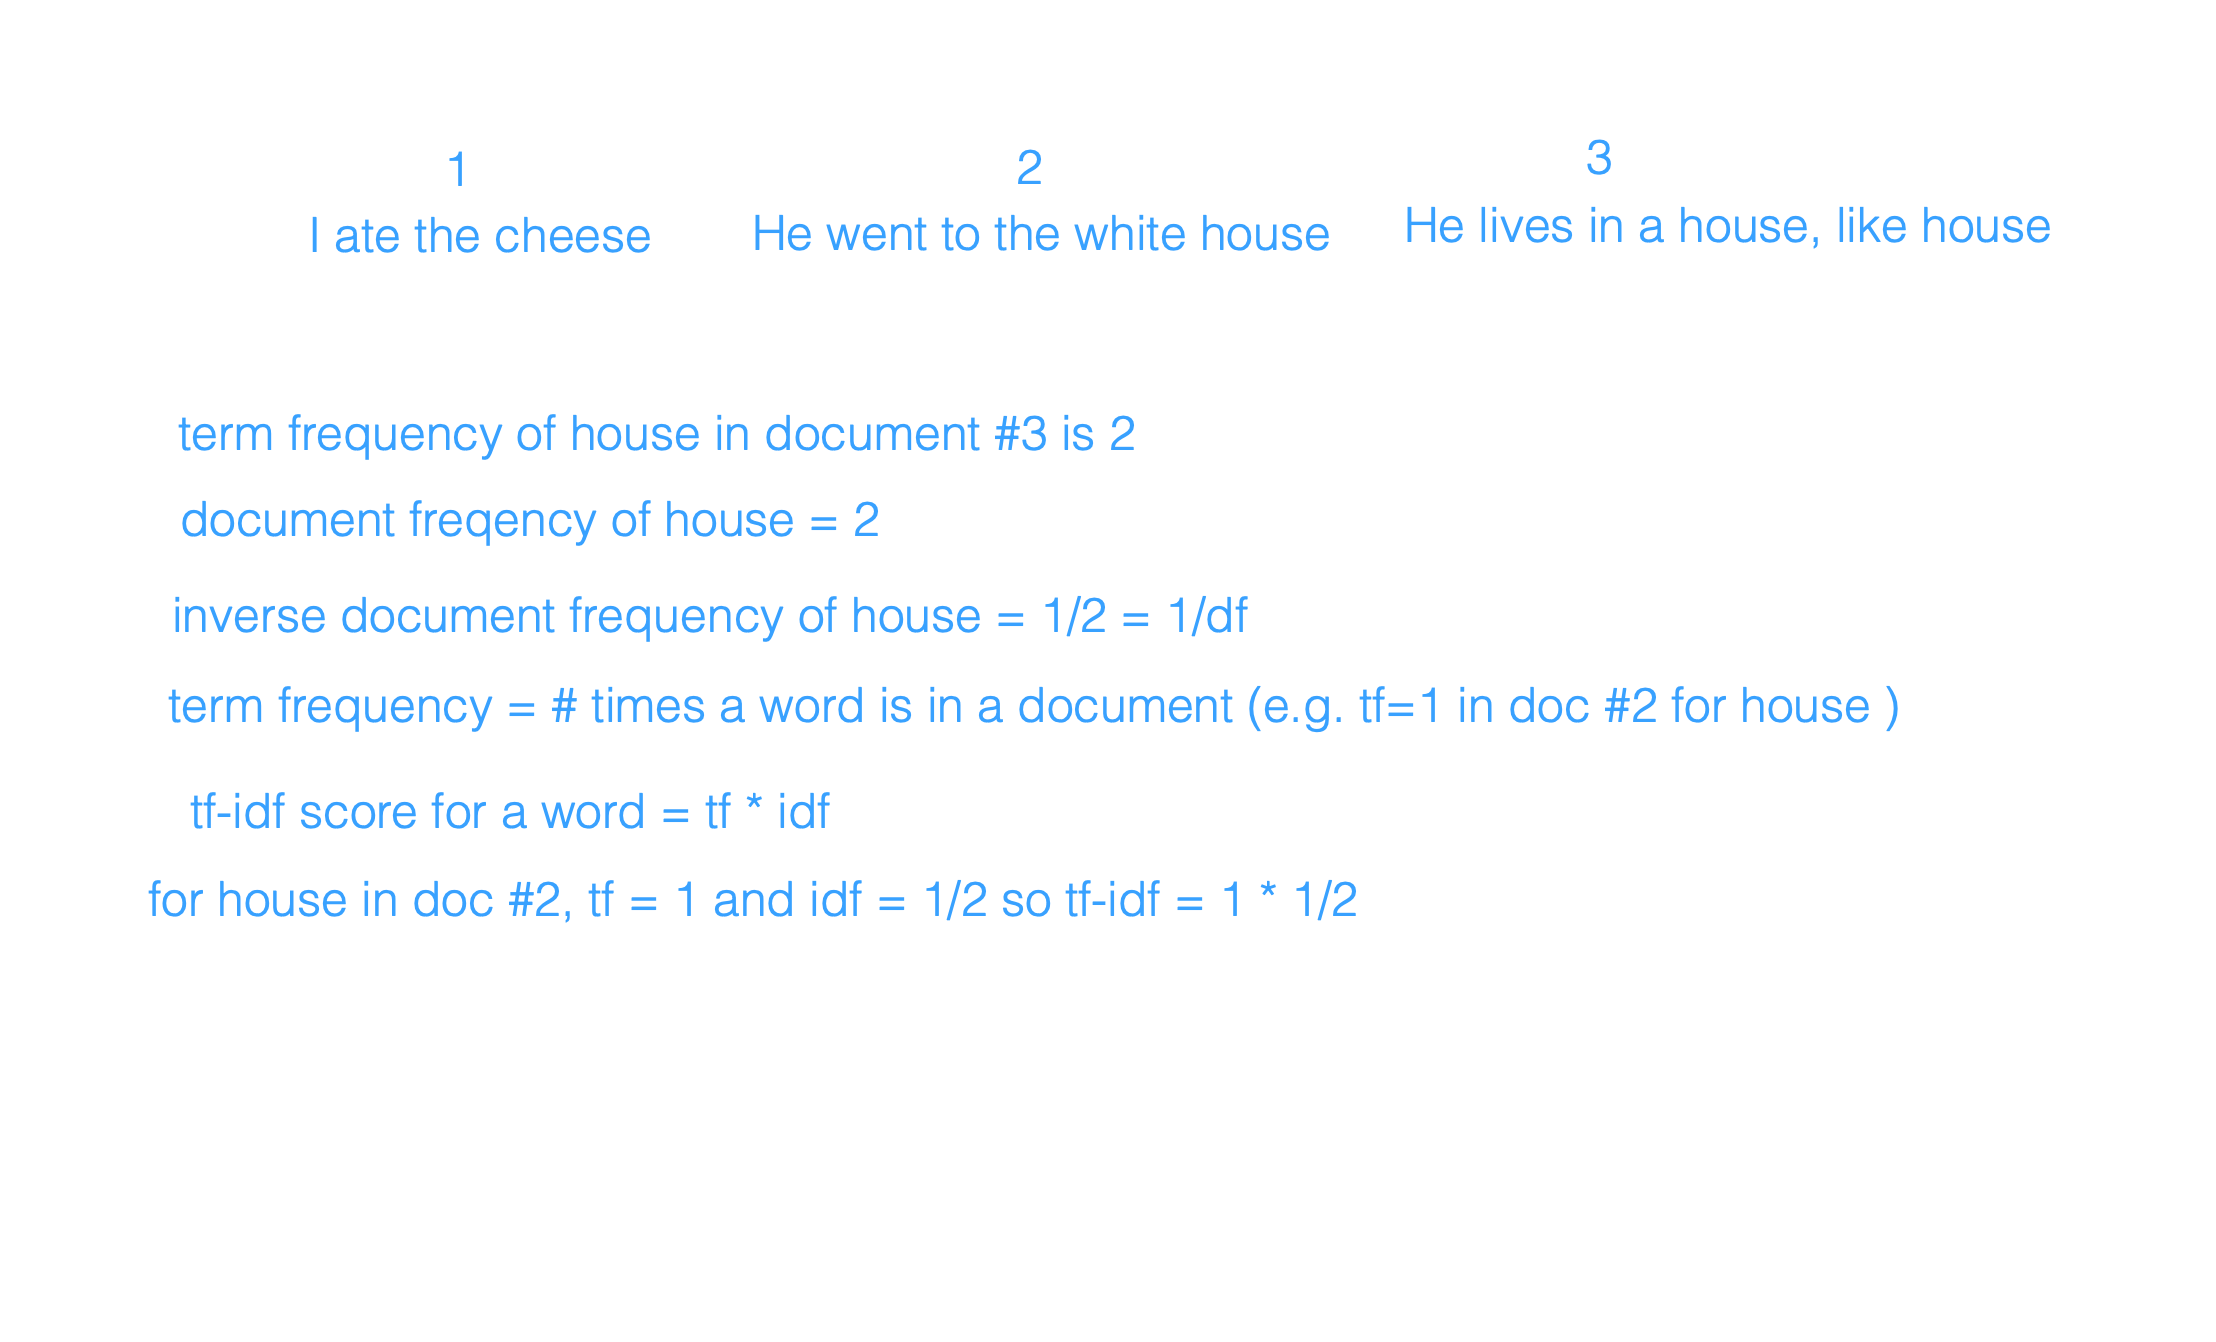 1
2
3
I ate the cheese
He went to the white house
He lives in a house, like house
term frequency of house in document #3 is 2
document freqency of house = 2
inverse document frequency of house = 1/2 = 1/df
term frequency = # times a word is in a document (e.g. tf=1 in doc #2 for house )
tf-idf score for a word = tf * idf
for house in doc #2, tf = 1 and idf = 1/2 so tf-idf = 1 * 1/2